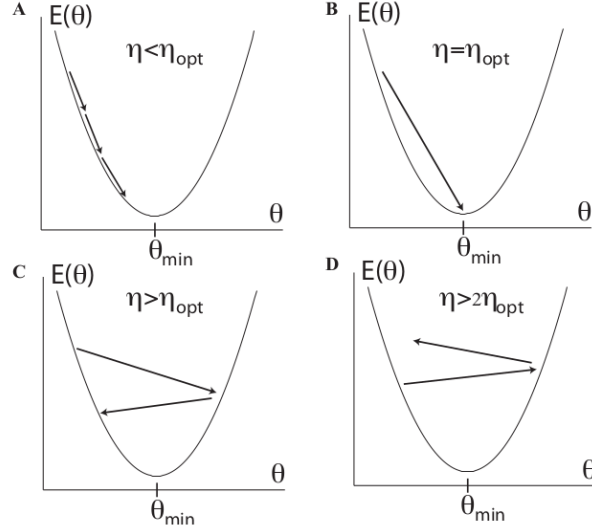 A
E(θ)
η<ηopt
θ
θmin
B
E(θ)
η=ηopt
θ
θmin
C
E(θ)
η>ηopt
θ
θmin
D
E(θ)
η>2ηopt
θ
θmin